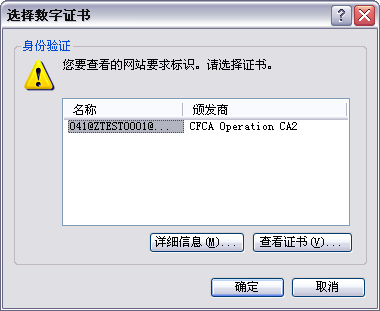 选择数字证书
身份验证
您要查看的网站要求标识。请选择证书。
名称 颁发商
041@ZTEST0001@... CFCA Operation CA2
详细信息(M)... 查看证书(V)...
确定 取消